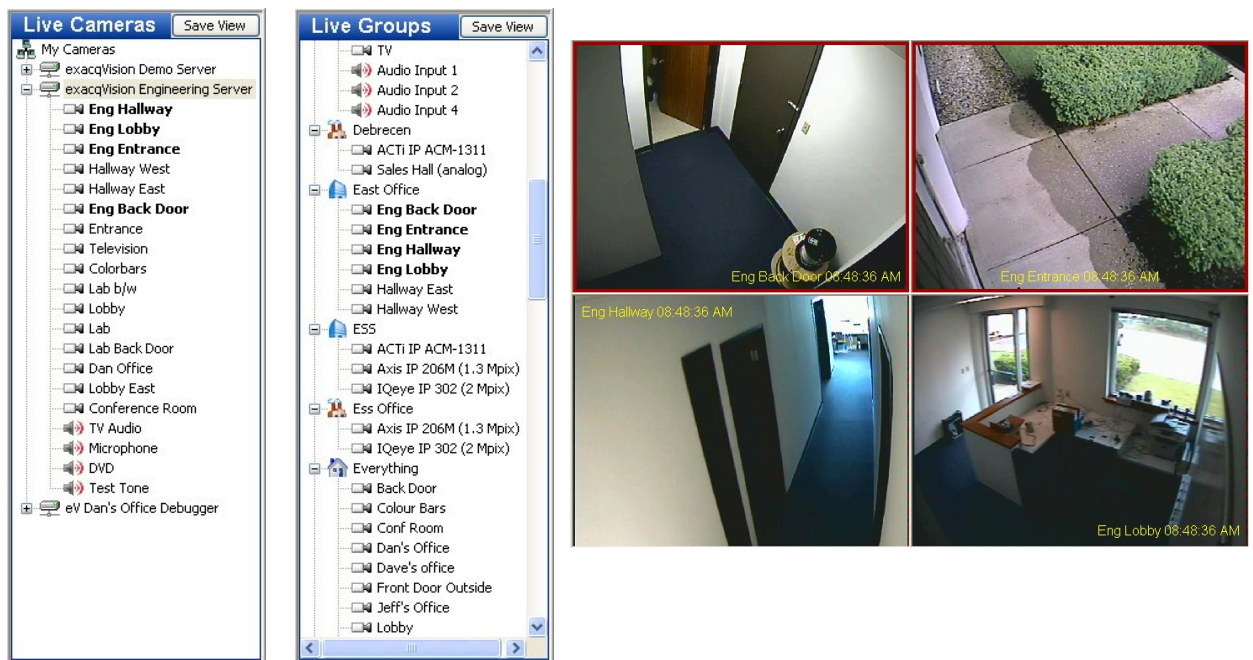 Live Cameras
Save View
My Cameras
exacqVision Demo Server
exacqVision Engineering Server
Eng Hallway
Eng Lobby
Eng Entrance
Hallway West
Hallway East
Eng Back Door
Entrance
Television
Colorbars
Lab b/w
Lobby
Lab
Lab Back Door
Dan Office
Lobby East
Conference Room
TV Audio
Microphone
DVD
Test Tone
eV Dan's Office Debugger
Live Groups
Save View
TV
Audio Input 1
Audio Input 2
Audio Input 4
Debrecen
ACTi IP ACM-1311
Sales Hall (analog)
East Office
Eng Back Door
Eng Entrance
Eng Hallway
Eng Lobby
Hallway East
Hallway West
ESS
ACTi IP ACM-1311
Axis IP 206M (1.3 Mpix)
IQeye IP 302 (2 Mpix)
Ess Office
Axis IP 206M (1.3 Mpix)
IQeye IP 302 (2 Mpix)
Everything
Back Door
Colour Bars
Conf Room
Dan's Office
Dave's office
Front Door Outside
Jeff's Office
Lobby
Eng Back Door 08:48:36 AM
Eng Entrance 08:48:36 AM
Eng Hallway 08:48:36 AM
Eng Lobby 08:48:36 AM